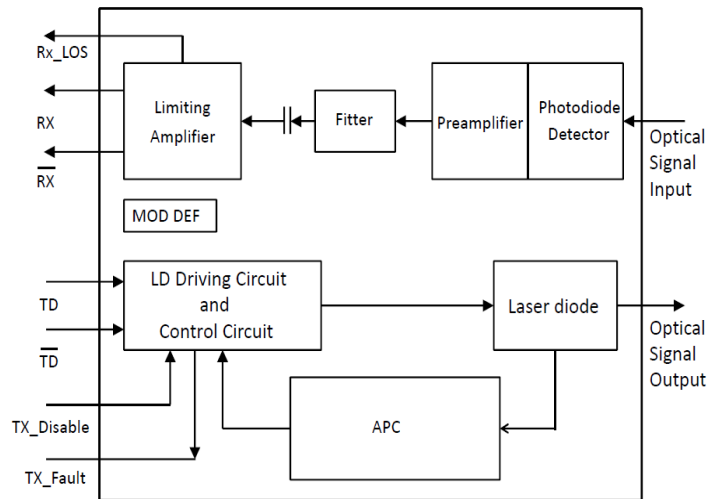 Rx_LOS
RX
RX
Limiting
Amplifier
Fitter
Preamplifier
Photodiode
Detector
Optical
Signal
Input
MOD DEF
TD
TD
LD Driving Circuit
and
Control Circuit
Laser diode
Optical
Signal
Output
TX_Disable
TX_Fault
APC